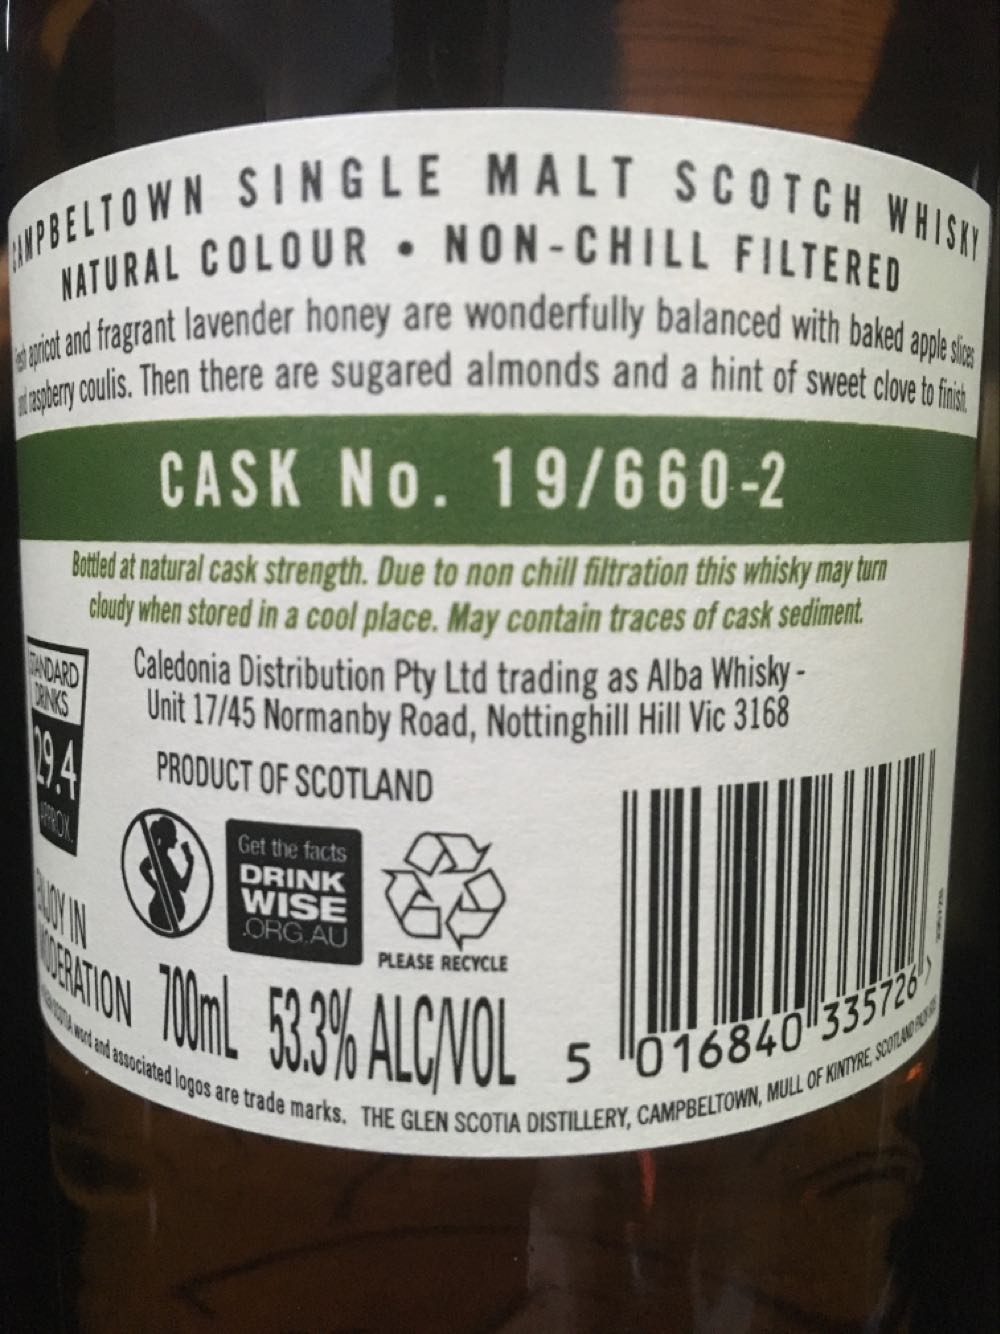 CAMPBELTOWN SINGLE MALT SCOTCH WHISKY
NATURAL COLOUR • NON-CHILL FILTERED
apricot and fragrant lavender honey are wonderfully balanced with baked apple slices
raspberry coulis. Then there are sugared almonds and a hint of sweet clove to finish.
CASK No. 19/660-2
Bottled at natural cask strength. Due to non chill filtration this whisky may turn
cloudy when stored in a cool place. May contain traces of cask sediment.
STANDARD
DRINKS
29.4
APPROX.
Caledonia Distribution Pty Ltd trading as Alba Whisky -
Unit 17/45 Normanby Road, Nottinghill Hill Vic 3168
PRODUCT OF SCOTLAND
Get the facts
DRINK
WISE
.ORG.AU
PLEASE RECYCLE
ENJOY IN
MODERATION
700mL 53.3% ALC/VOL
5 016840 335726 >
SCOTIA word and associated logos are trade marks. THE GLEN SCOTIA DISTILLERY, CAMPBELTOWN, MULL OF KINTYRE, SCOTLAND